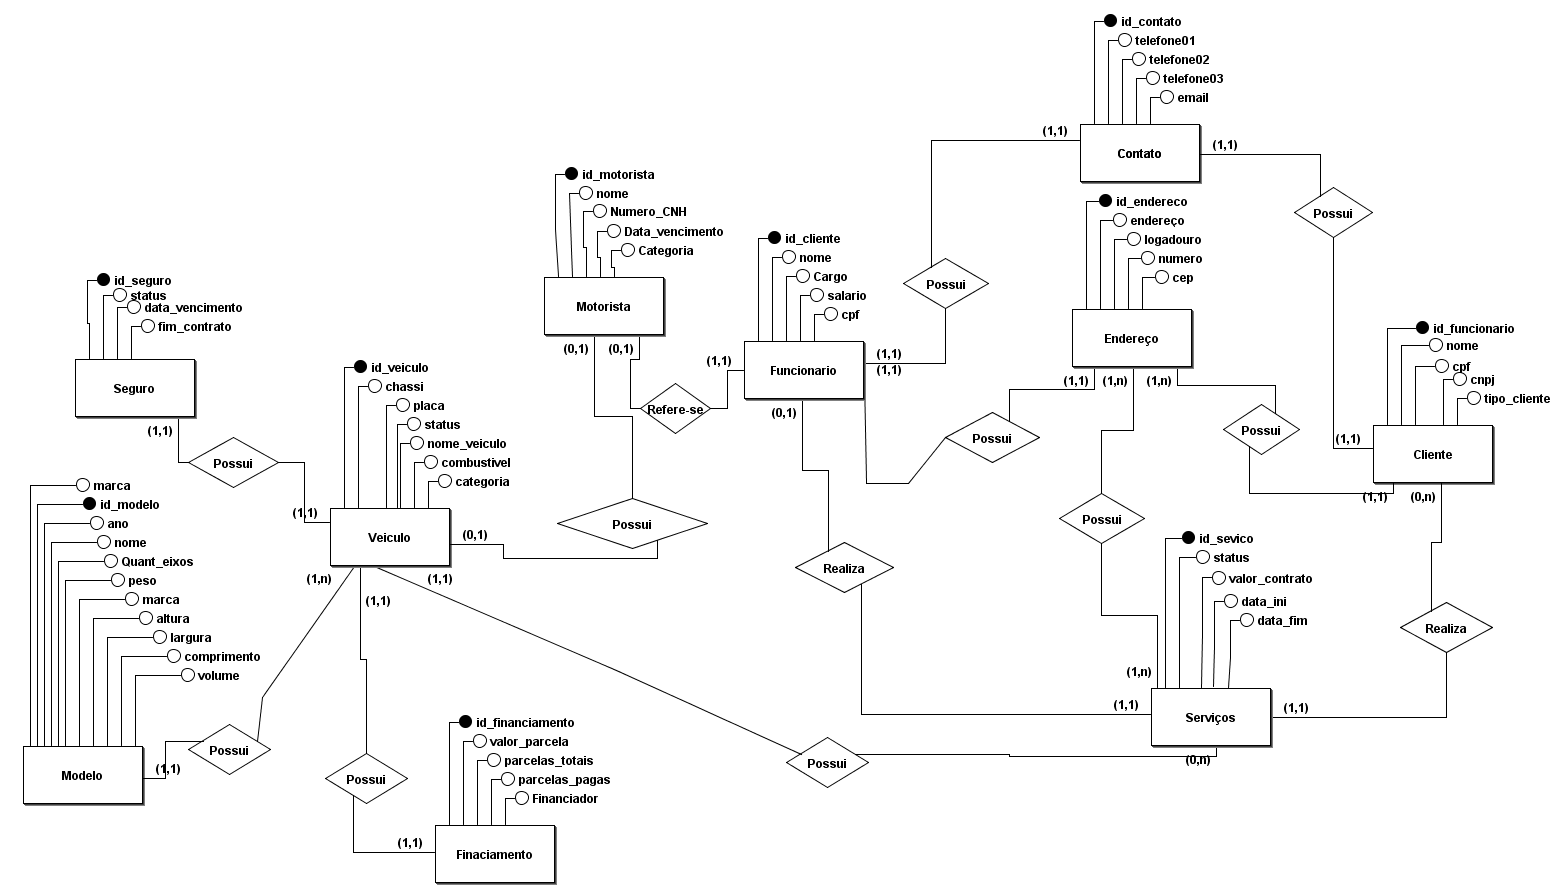 id_contato
telefone01
telefone02
telefone03
email
(1,1)
Contato
(1,1)
Possui
Possui
id_endereco
endereço
logadouro
numero
cep
Endereço
(1,1)
(1,n)
(1,n)
id_motorista
nome
Numero_CNH
Data_vencimento
Categoria
Motorista
(0,1)
(0,1)
Refere-se
(1,1)
id_cliente
nome
Cargo
salario
cpf
Funcionario
(1,1)
(1,1)
(0,1)
Possui
Possui
Possui
id_funcionario
nome
cpf
cnpj
tipo_cliente
(1,1)
Cliente
(1,1)
(0,n)
id_seguro
status
data_vencimento
fim_contrato
Seguro
(1,1)
Possui
(1,1)
id_veiculo
chassi
placa
status
nome_veiculo
combustivel
categoria
Veiculo
(0,1)
(1,n)
(1,1)
(1,1)
Possui
marca
id_modelo
ano
nome
Quant_eixos
peso
marca
altura
largura
comprimento
volume
Modelo
(1,1)
Possui
Possui
id_financiamento
valor_parcela
parcelas_totais
parcelas_pagas
Financiador
(1,1)
Finaciamento
Realiza
id_sevico
status
valor_contrato
data_ini
data_fim
(1,n)
(1,1)
Serviços
(1,1)
(0,n)
Realiza
Possui